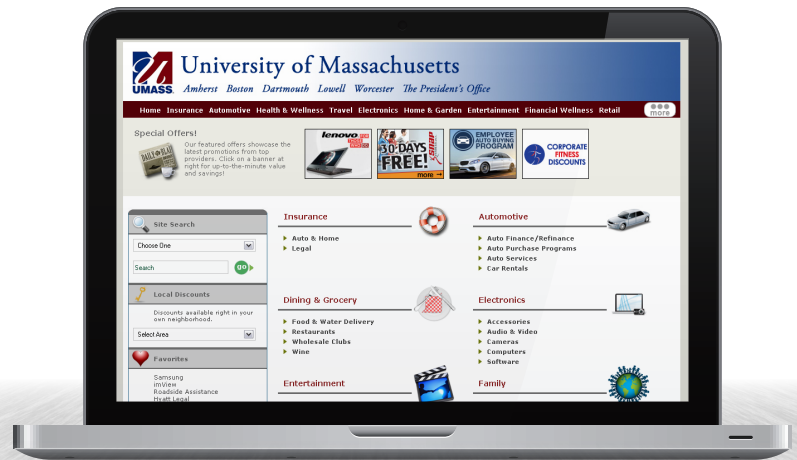 UMASS
University of Massachusetts
Amherst Boston Dartmouth Lowell Worcester The President's Office
Home Insurance Automotive Health & Wellness Travel Electronics Home & Garden Entertainment Financial Wellness Retail
more
Special Offers!
Our featured offers showcase the
latest promotions from top
providers. Click on a banner at
right for up-to-the-minute value
and savings!
lenovo FOR THOSE WHO DO
30-DAYS
FREE!
snap
more
EMPLOYEE
AUTO BUYING
PROGRAM
CORPORATE
FITNESS
DISCOUNTS
Site Search
Choose One
Search
go
Local Discounts
Discounts available right in your
own neighborhood.
Select Area
Favorites
Samsung
imView
Roadside Assistance
Hyatt Legal
Insurance
Auto & Home
Legal
Automotive
Auto Finance/Refinance
Auto Purchase Programs
Auto Services
Car Rentals
Dining & Grocery
Food & Water Delivery
Restaurants
Wholesale Clubs
Wine
Electronics
Accessories
Audio & Video
Cameras
Computers
Software
Entertainment
Family